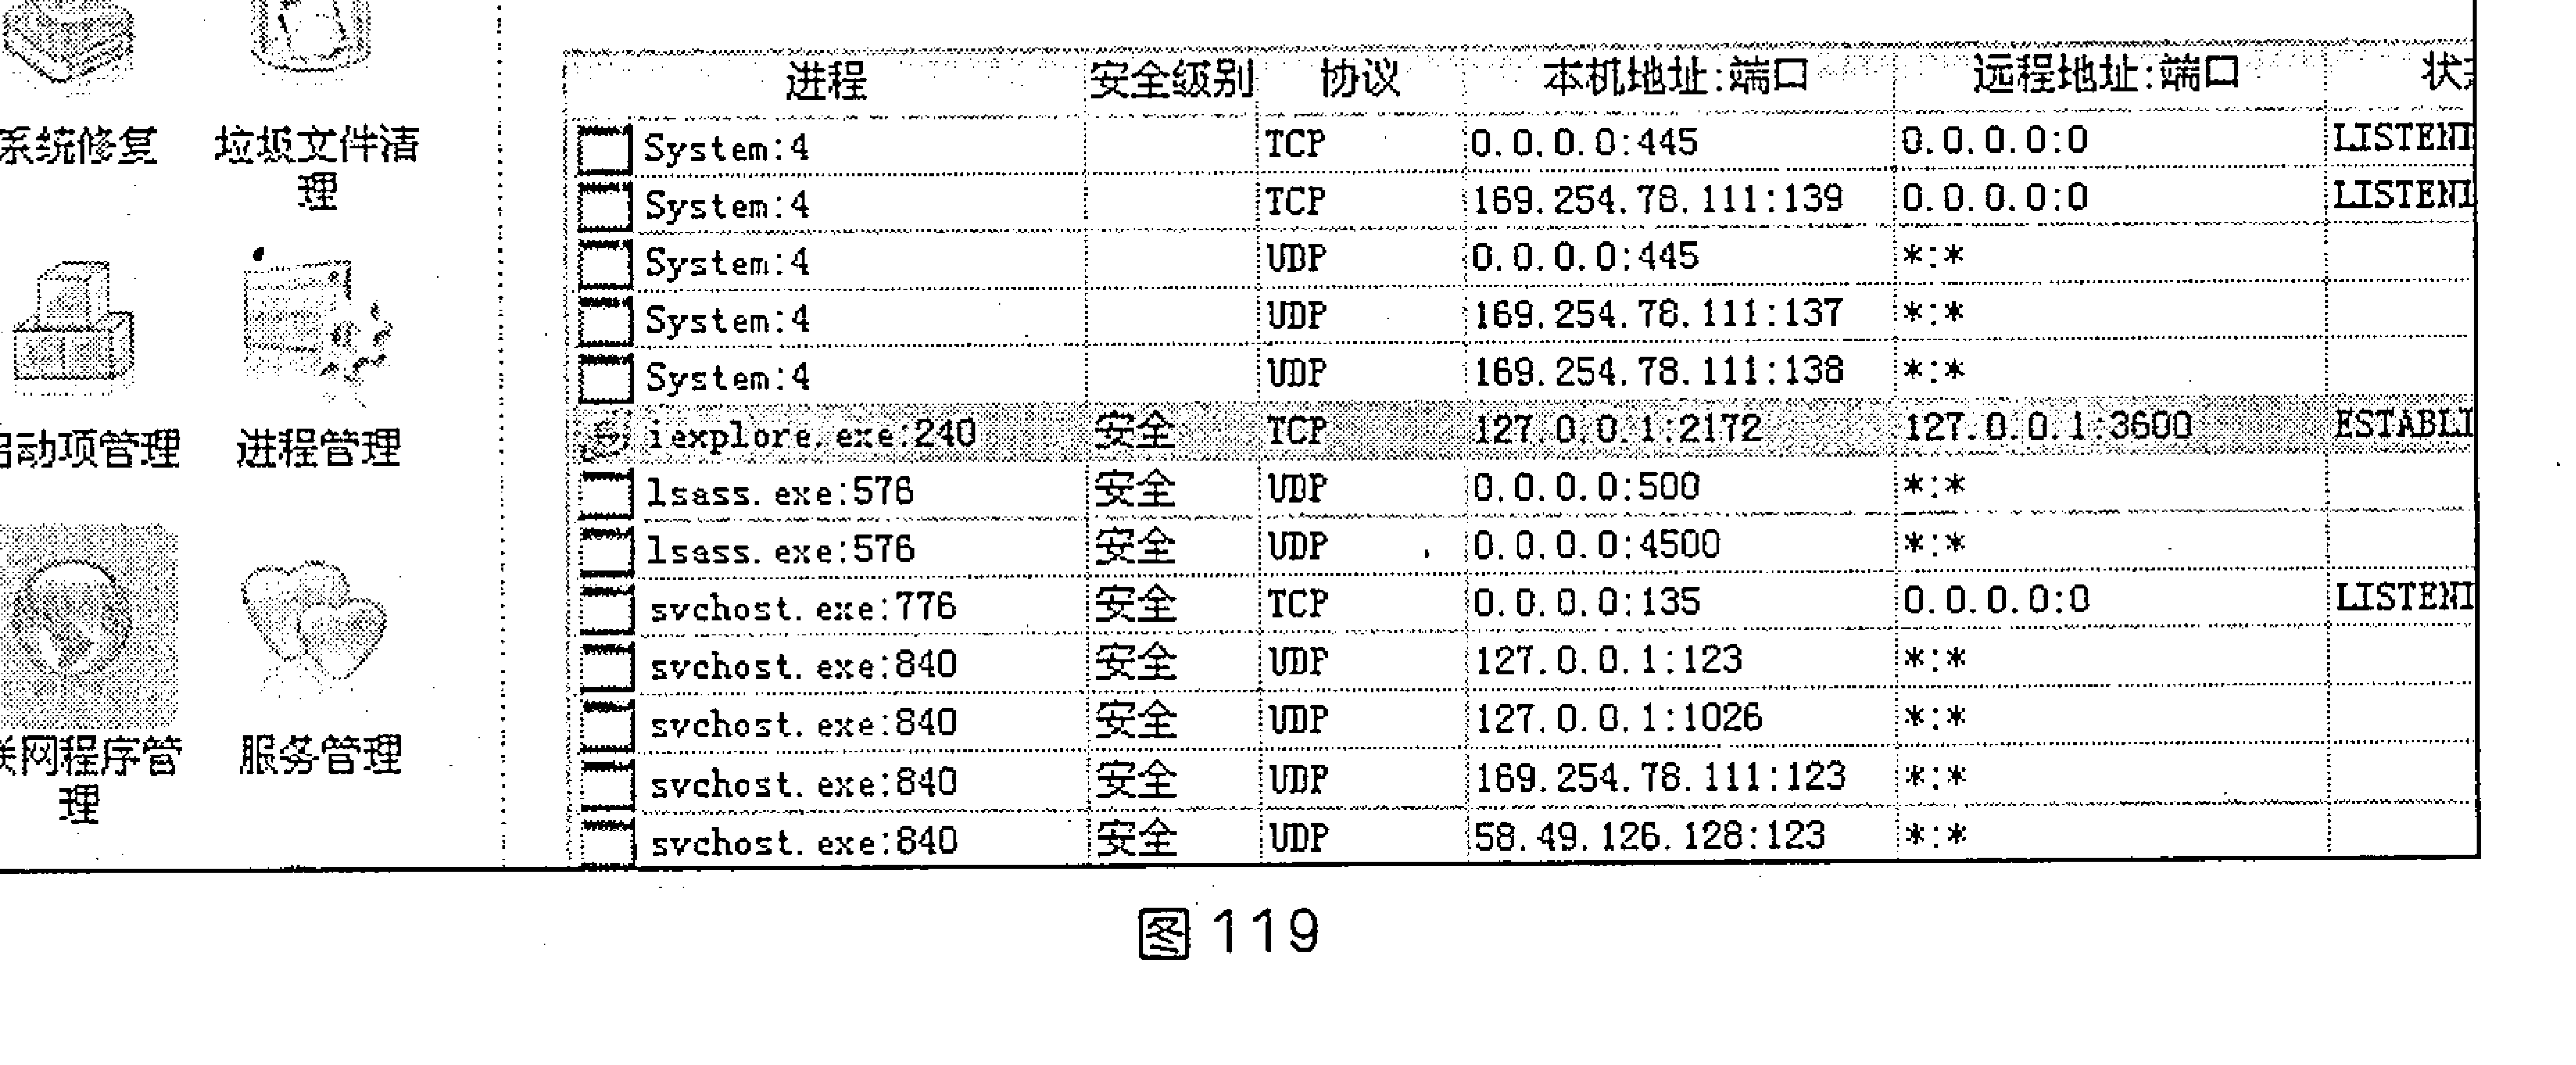 系统修复 垃圾文件清
理
启动项管理 进程管理
联网程序管 服务管理
理
进程 安全级别 协议 本机地址:端口 远程地址:端口 状
System:4 TCP 0.0.0.0:445 0.0.0.0:0 LISTENI
System:4 TCP 169.254.78.111:139 0.0.0.0:0 LISTENI
System:4 UDP 0.0.0.0:445 *:*
System:4 UDP 169.254.78.111:137 *:*
System:4 UDP 169.254.78.111:138 *:*
iexplore.exe:240 安全 TCP 127.0.0.1:2172 127.0.0.1:3600 ESTABLI
lsass.exe:576 安全 UDP 0.0.0.0:500 *:*
lsass.exe:576 安全 UDP 0.0.0.0:4500 *:*
svchost.exe:776 安全 TCP 0.0.0.0:135 0.0.0.0:0 LISTENI
svchost.exe:840 安全 UDP 127.0.0.1:123 *:*
svchost.exe:840 安全 UDP 127.0.0.1:1026 *:*
svchost.exe:840 安全 UDP 169.254.78.111:123 *:*
svchost.exe:840 安全 UDP 58.49.126.128:123 *:*
图 119